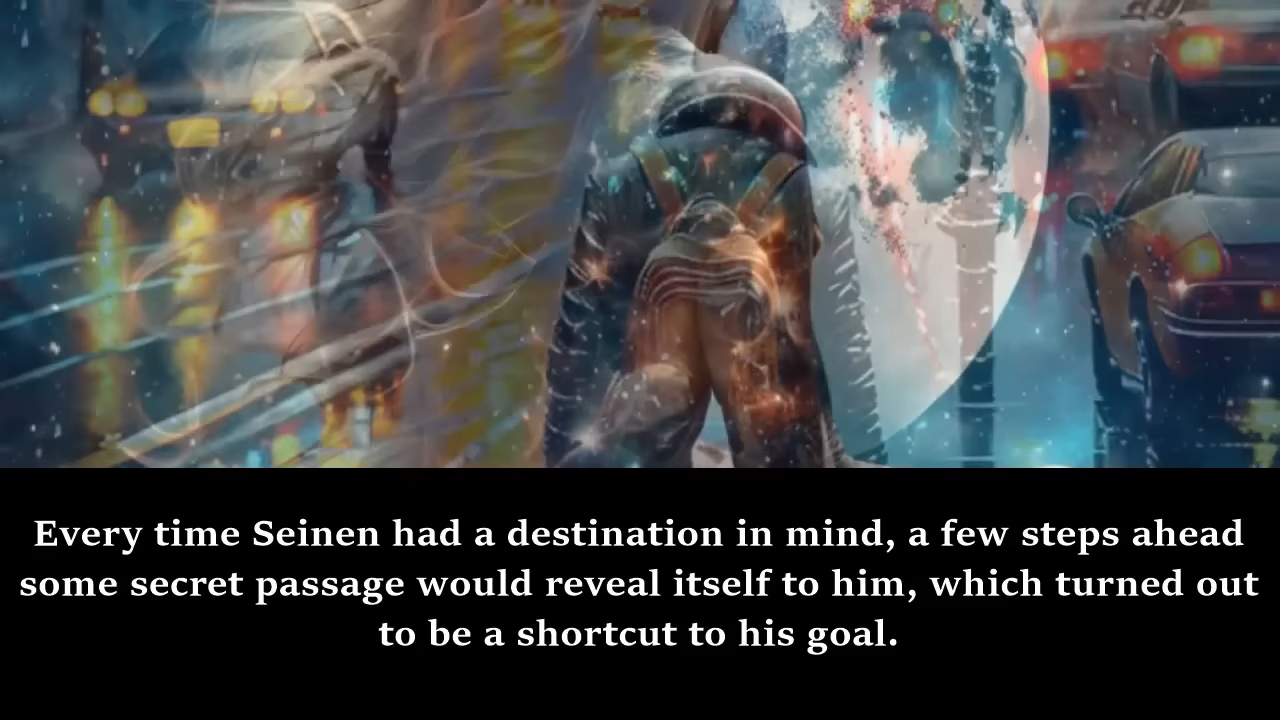 Every time Seinen had a destination in mind, a few steps ahead
some secret passage would reveal itself to him, which turned out
to be a shortcut to his goal.